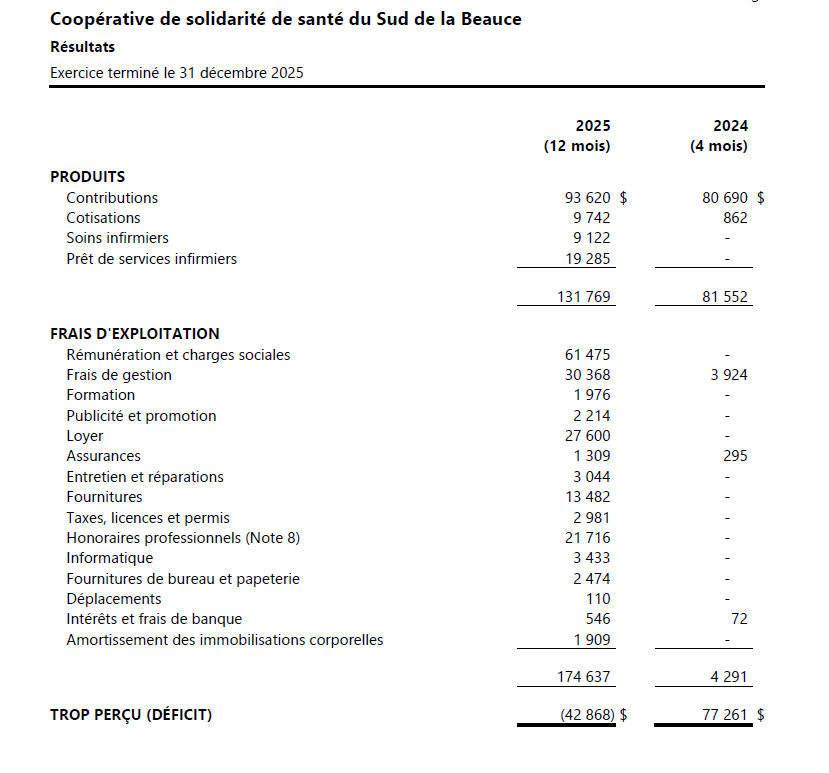 Coopérative de solidarité de santé du Sud de la Beauce
Résultats
Exercice terminé le 31 décembre 2025
2025 2024
(12 mois) (4 mois)
PRODUITS
Contributions 93 620 $ 80 690 $
Cotisations 9 742 862
Soins infirmiers 9 122 -
Prêt de services infirmiers 19 285 -
131 769 81 552
FRAIS D'EXPLOITATION
Rémunération et charges sociales 61 475 -
Frais de gestion 30 368 3 924
Formation 1 976 -
Publicité et promotion 2 214 -
Loyer 27 600 -
Assurances 1 309 295
Entretien et réparations 3 044 -
Fournitures 13 482 -
Taxes, licences et permis 2 981 -
Honoraires professionnels (Note 8) 21 716 -
Informatique 3 433 -
Fournitures de bureau et papeterie 2 474 -
Déplacements 110 -
Intérêts et frais de banque 546 72
Amortissement des immobilisations corporelles 1 909 -
174 637 4 291
TROP PERÇU (DÉFICIT) (42 868) $ 77 261 $